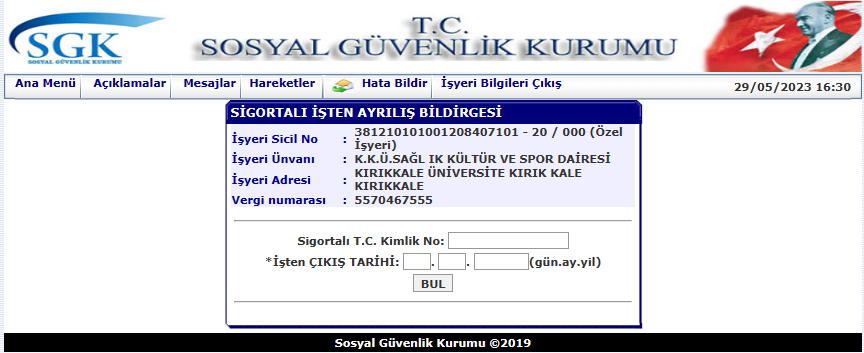 SGK
SOSYAL GÜVENLİK KURUMU
T.C.
SOSYAL GÜVENLİK KURUMU
Ana Menü Açıklamalar Mesajlar Hareketler Hata Bildir İşyeri Bilgileri Çıkış 29/05/2023 16:30
SİGORTALI İŞTEN AYRILIŞ BİLDİRGESİ
İşyeri Sicil No : 381210101001208407101 - 20 / 000 (Özel
İşyeri)
İşyeri Ünvanı : K.K.Ü.SAĞL IK KÜLTÜR VE SPOR DAİRESİ
İşyeri Adresi : KIRIKKALE ÜNİVERSİTE KIRIK KALE
KIRIKKALE
Vergi numarası : 5570467555
Sigortalı T.C. Kimlik No:
*İşten ÇIKIŞ TARİHİ: . . (gün.ay.yil)
BUL
Sosyal Güvenlik Kurumu ©2019